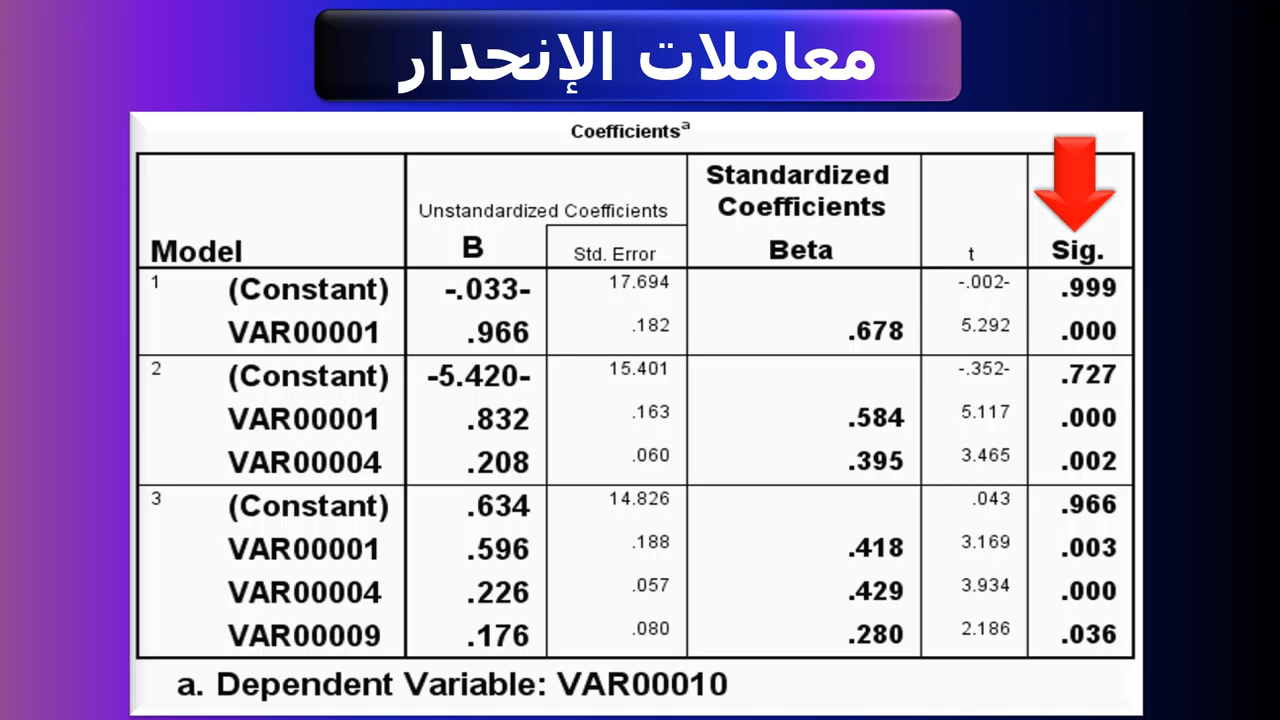 معاملات الإنحدار
Coefficientsa
Model Unstandardized Coefficients Standardized Coefficients t Sig.
B Std. Error Beta
1 (Constant) -.033- 17.694 -.002- .999
VAR00001 .966 .182 .678 5.292 .000
2 (Constant) -5.420- 15.401 -.352- .727
VAR00001 .832 .163 .584 5.117 .000
VAR00004 .208 .060 .395 3.465 .002
3 (Constant) .634 14.826 .043 .966
VAR00001 .596 .188 .418 3.169 .003
VAR00004 .226 .057 .429 3.934 .000
VAR00009 .176 .080 .280 2.186 .036
a. Dependent Variable: VAR00010